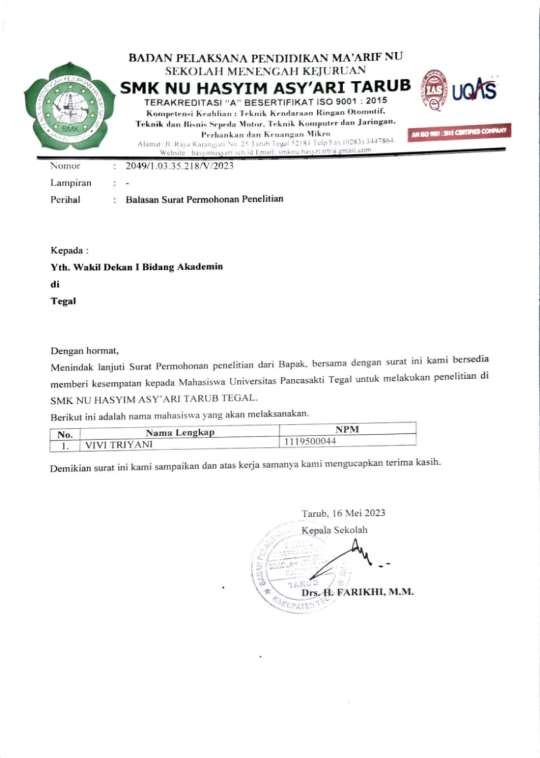 BADAN PELAKSANA PENDIDIKAN MA'ARIF NU
SEKOLAH MENENGAH KEJURUAN
SMK NU HASYIM ASY'ARI TARUB
TERAKREDITASI "A" BESERTIFIKAT ISO 9001 : 2015
Kompetensi Keahlian : Teknik Kendaraan Ringan Otomotif,
Teknik dan Bisnis Sepeda Motor, Teknik Komputer dan Jaringan,
Perbankan dan Keuangan Mikro
Alamat : Jl. Raya Karangjati No. 25 Tarub Tegal 52184
Website Email
SMK
IAS
UQAS
AN ISO 9001 : 2015 CERTIFIED COMPANY
Nomor : 2049/1.03.35.218/V/2023
Lampiran : -
Perihal : Balasan Surat Permohonan Penelitian
Kepada :
Yth. Wakil Dekan I Bidang Akademin
di
Tegal
Dengan hormat,
Menindak lanjuti Surat Permohonan penelitian dari Bapak, bersama dengan surat ini kami bersedia
memberi kesempatan kepada Mahasiswa Universitas Pancasakti Tegal untuk melakukan penelitian di
SMK NU HASYIM ASY'ARI TARUB TEGAL.
Berikut ini adalah nama mahasiswa yang akan melaksanakan.
No. Nama Lengkap NPM
1. VIVI TRIYANI 1119500044
Demikian surat ini kami sampaikan dan atas kerja samanya kami mengucapkan terima kasih.
Tarub, 16 Mei 2023
Kepala Sekolah
TARUB
Drs. H. FARIKHI, M.M.